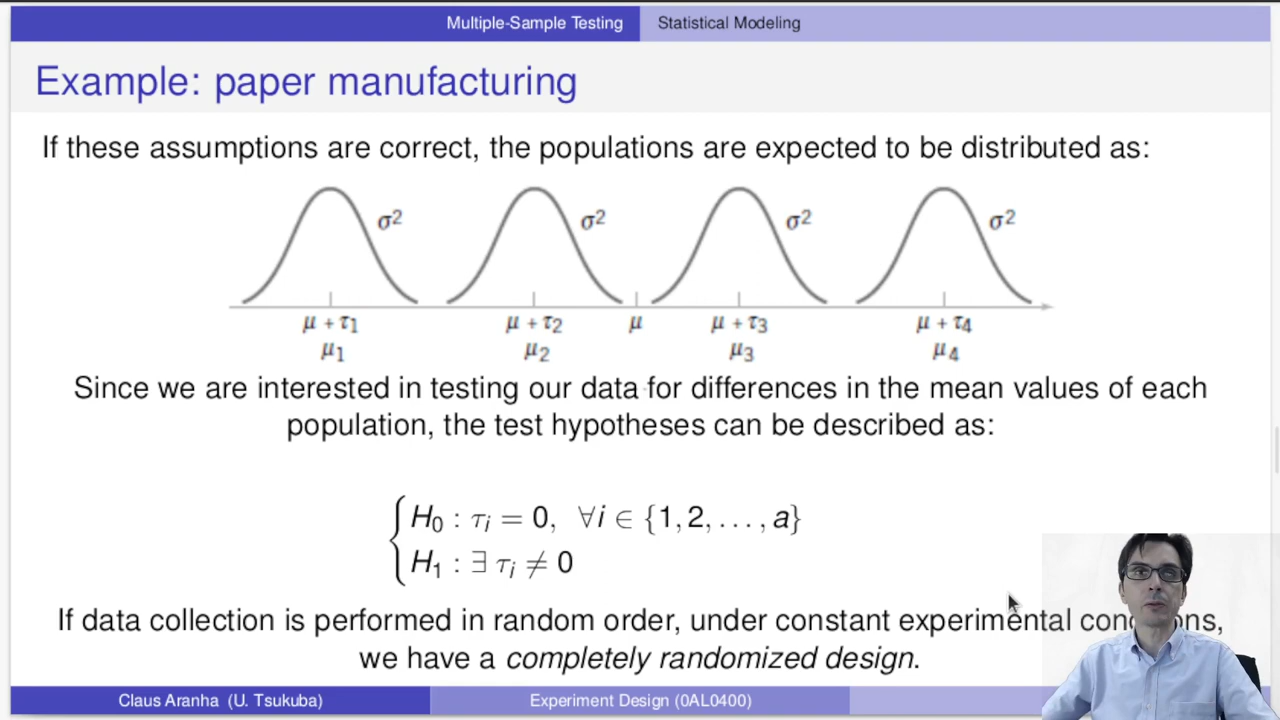 Multiple-Sample Testing Statistical Modeling
Example: paper manufacturing
If these assumptions are correct, the populations are expected to be distributed as:
σ² σ² σ² σ²
μ + τ₁ μ + τ₂ μ μ + τ₃ μ + τ₄
μ₁ μ₂ μ₃ μ₄
Since we are interested in testing our data for differences in the mean values of each
population, the test hypotheses can be described as:
H₀ : τᵢ = 0, ∀i ∈ {1, 2, . . . , a}
H₁ : ∃ τᵢ ≠ 0
If data collection is performed in random order, under constant experimental
we have a completely randomized design.
Claus Aranha (U. Tsukuba) Experiment Design (0AL0400)